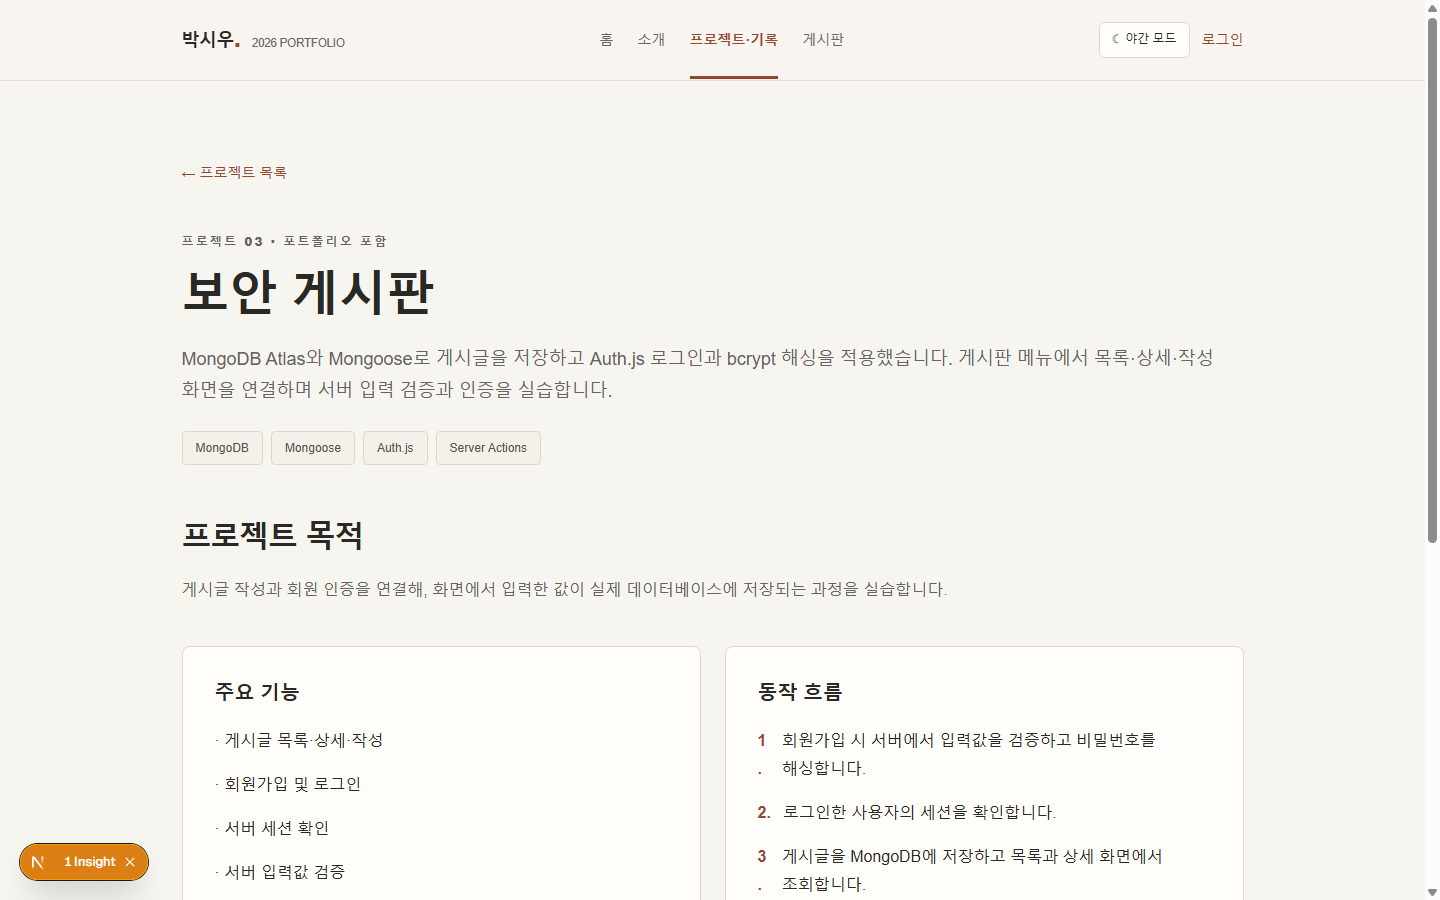 박시우. 2026 PORTFOLIO
홈 소개 프로젝트·기록 게시판
☾ 야간 모드 로그인
← 프로젝트 목록
프로젝트 03 · 포트폴리오 포함
보안 게시판
MongoDB Atlas와 Mongoose로 게시글을 저장하고 Auth.js 로그인과 bcrypt 해싱을 적용했습니다. 게시판 메뉴에서 목록·상세·작성
화면을 연결하며 서버 입력 검증과 인증을 실습합니다.
MongoDB Mongoose Auth.js Server Actions
프로젝트 목적
게시글 작성과 회원 인증을 연결해, 화면에서 입력한 값이 실제 데이터베이스에 저장되는 과정을 실습합니다.
주요 기능
· 게시글 목록·상세·작성
· 회원가입 및 로그인
· 서버 세션 확인
· 서버 입력값 검증
동작 흐름
1 회원가입 시 서버에서 입력값을 검증하고 비밀번호를
. 해싱합니다.
2. 로그인한 사용자의 세션을 확인합니다.
3 게시글을 MongoDB에 저장하고 목록과 상세 화면에서
. 조회합니다.
N 1 Insight ×